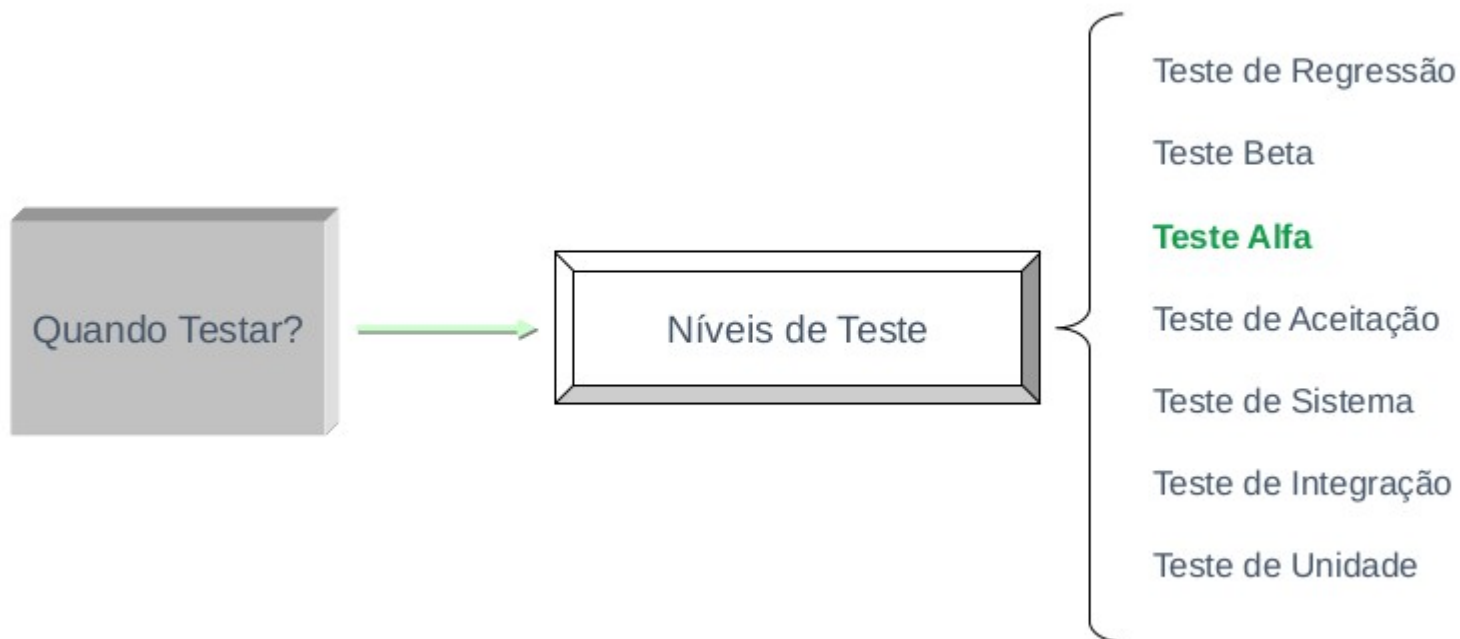 Quando Testar?
Níveis de Teste
Teste de Regressão
Teste Beta
Teste Alfa
Teste de Aceitação
Teste de Sistema
Teste de Integração
Teste de Unidade